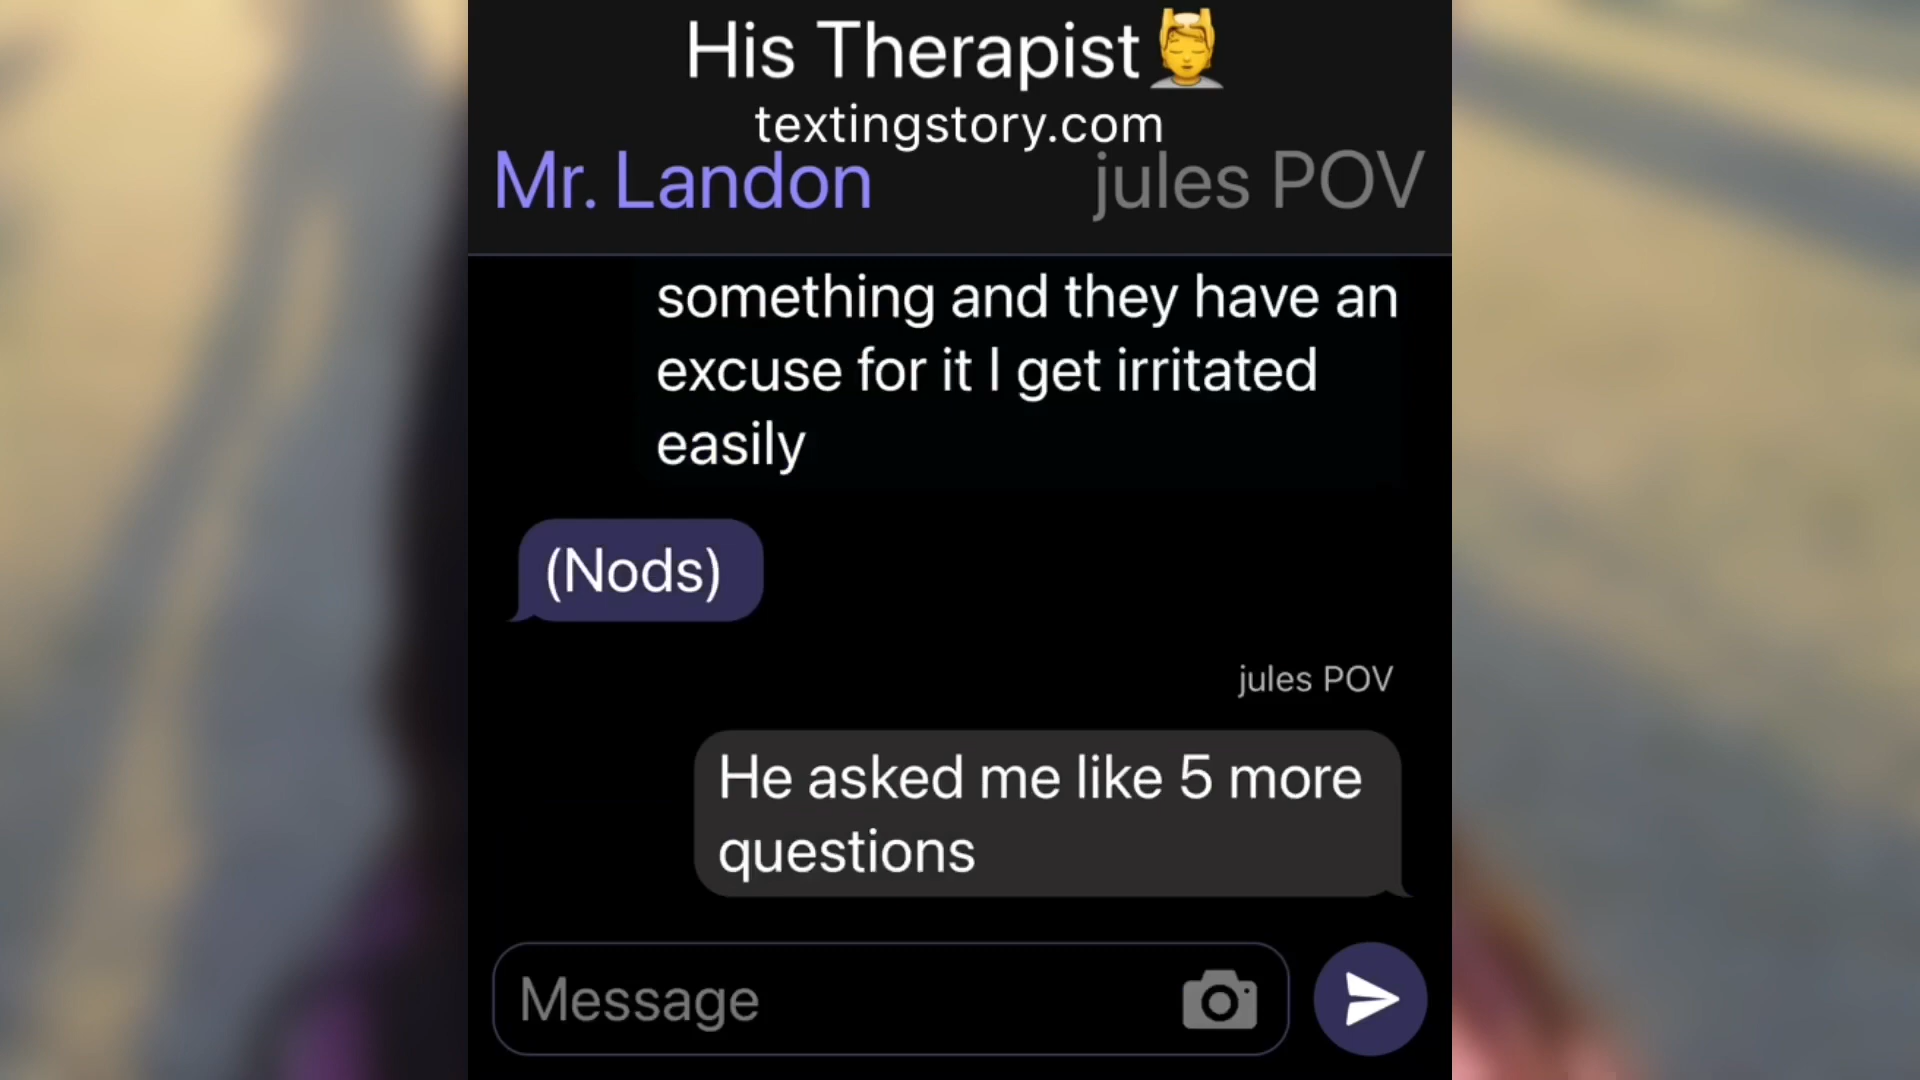 His Therapist💆
textingstory.com
Mr. Landon jules POV
something and they have an
excuse for it I get irritated
easily
(Nods)
jules POV
He asked me like 5 more
questions
Message